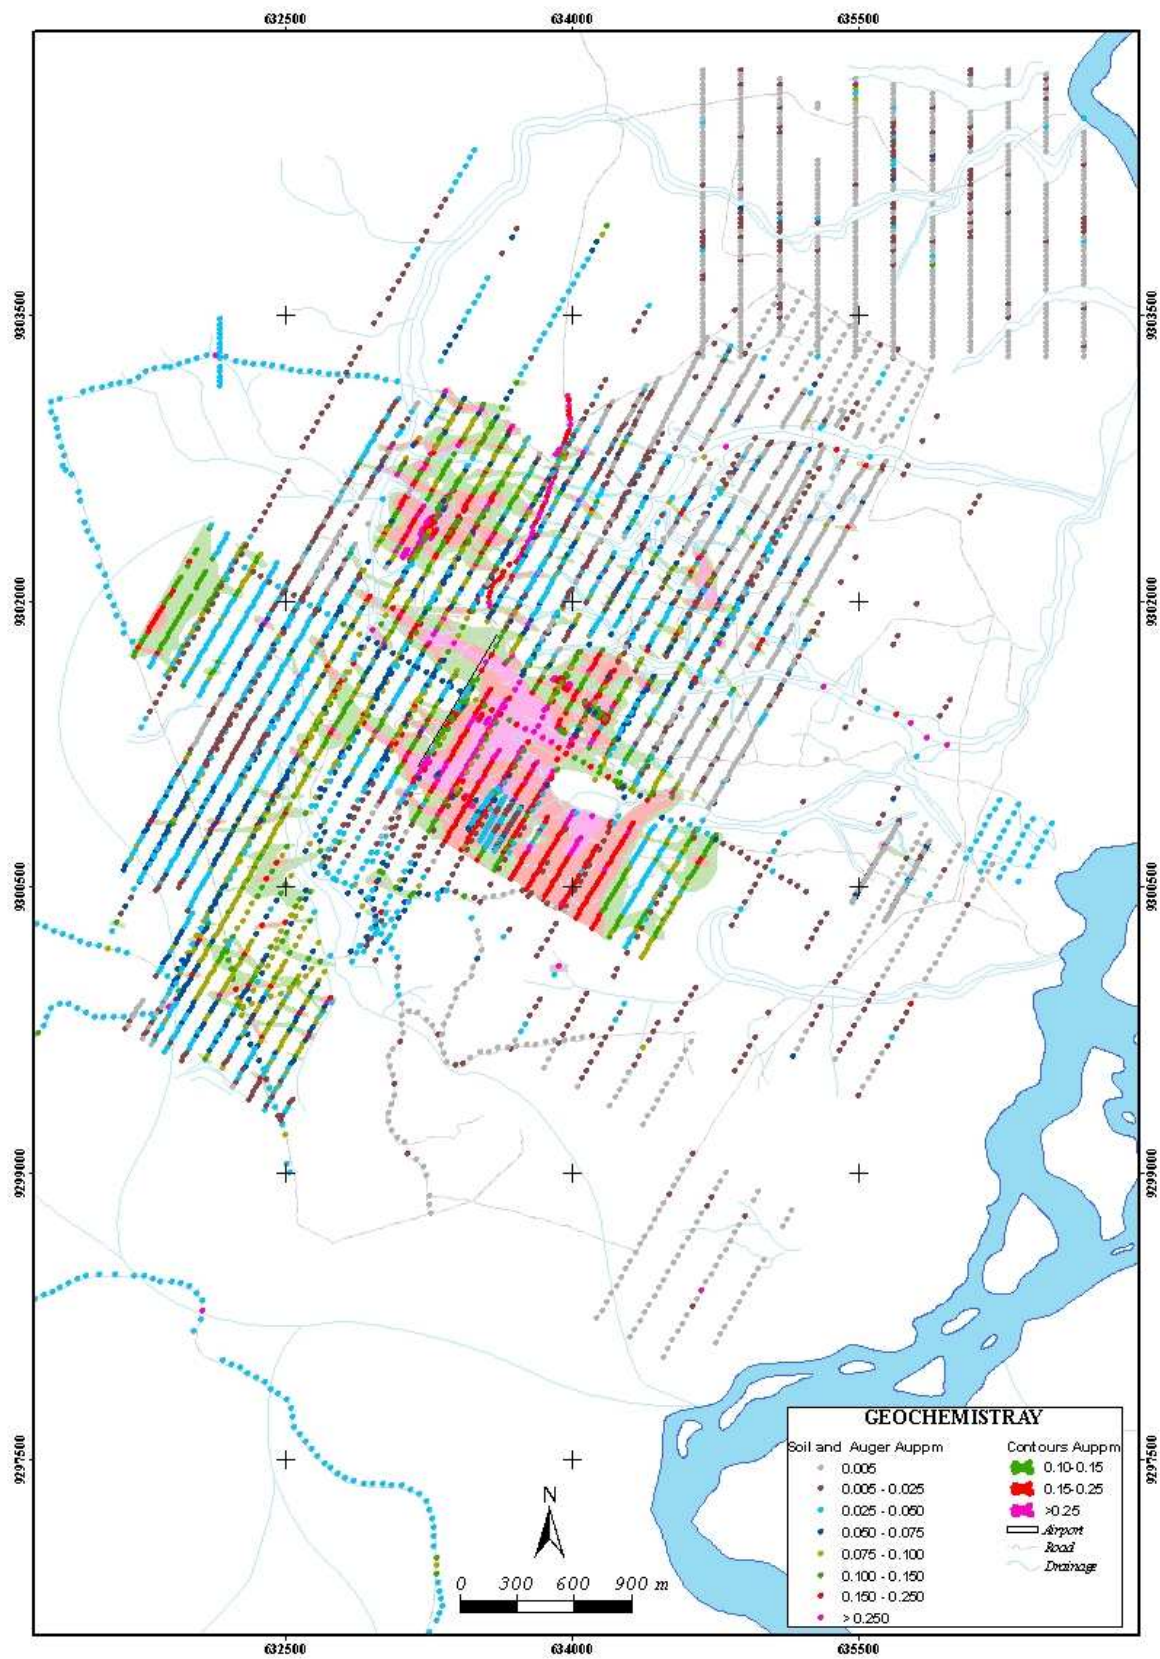 632500 634000 635500
9303500 9303500
9302000 9302000
9300500 9300500
9299000 9299000
9297500 9297500
GEOCHEMISTRAY
Soil and Auger Auppm
0.005
0.005 - 0.025
0.025 - 0.050
0.050 - 0.075
0.075 - 0.100
0.100 - 0.150
0.150 - 0.250
> 0.250
Contours Auppm
0.10-0.15
0.15-0.25
>0.25
Airport
Road
Drainage
N
0 300 600 900 m
632500 634000 635500